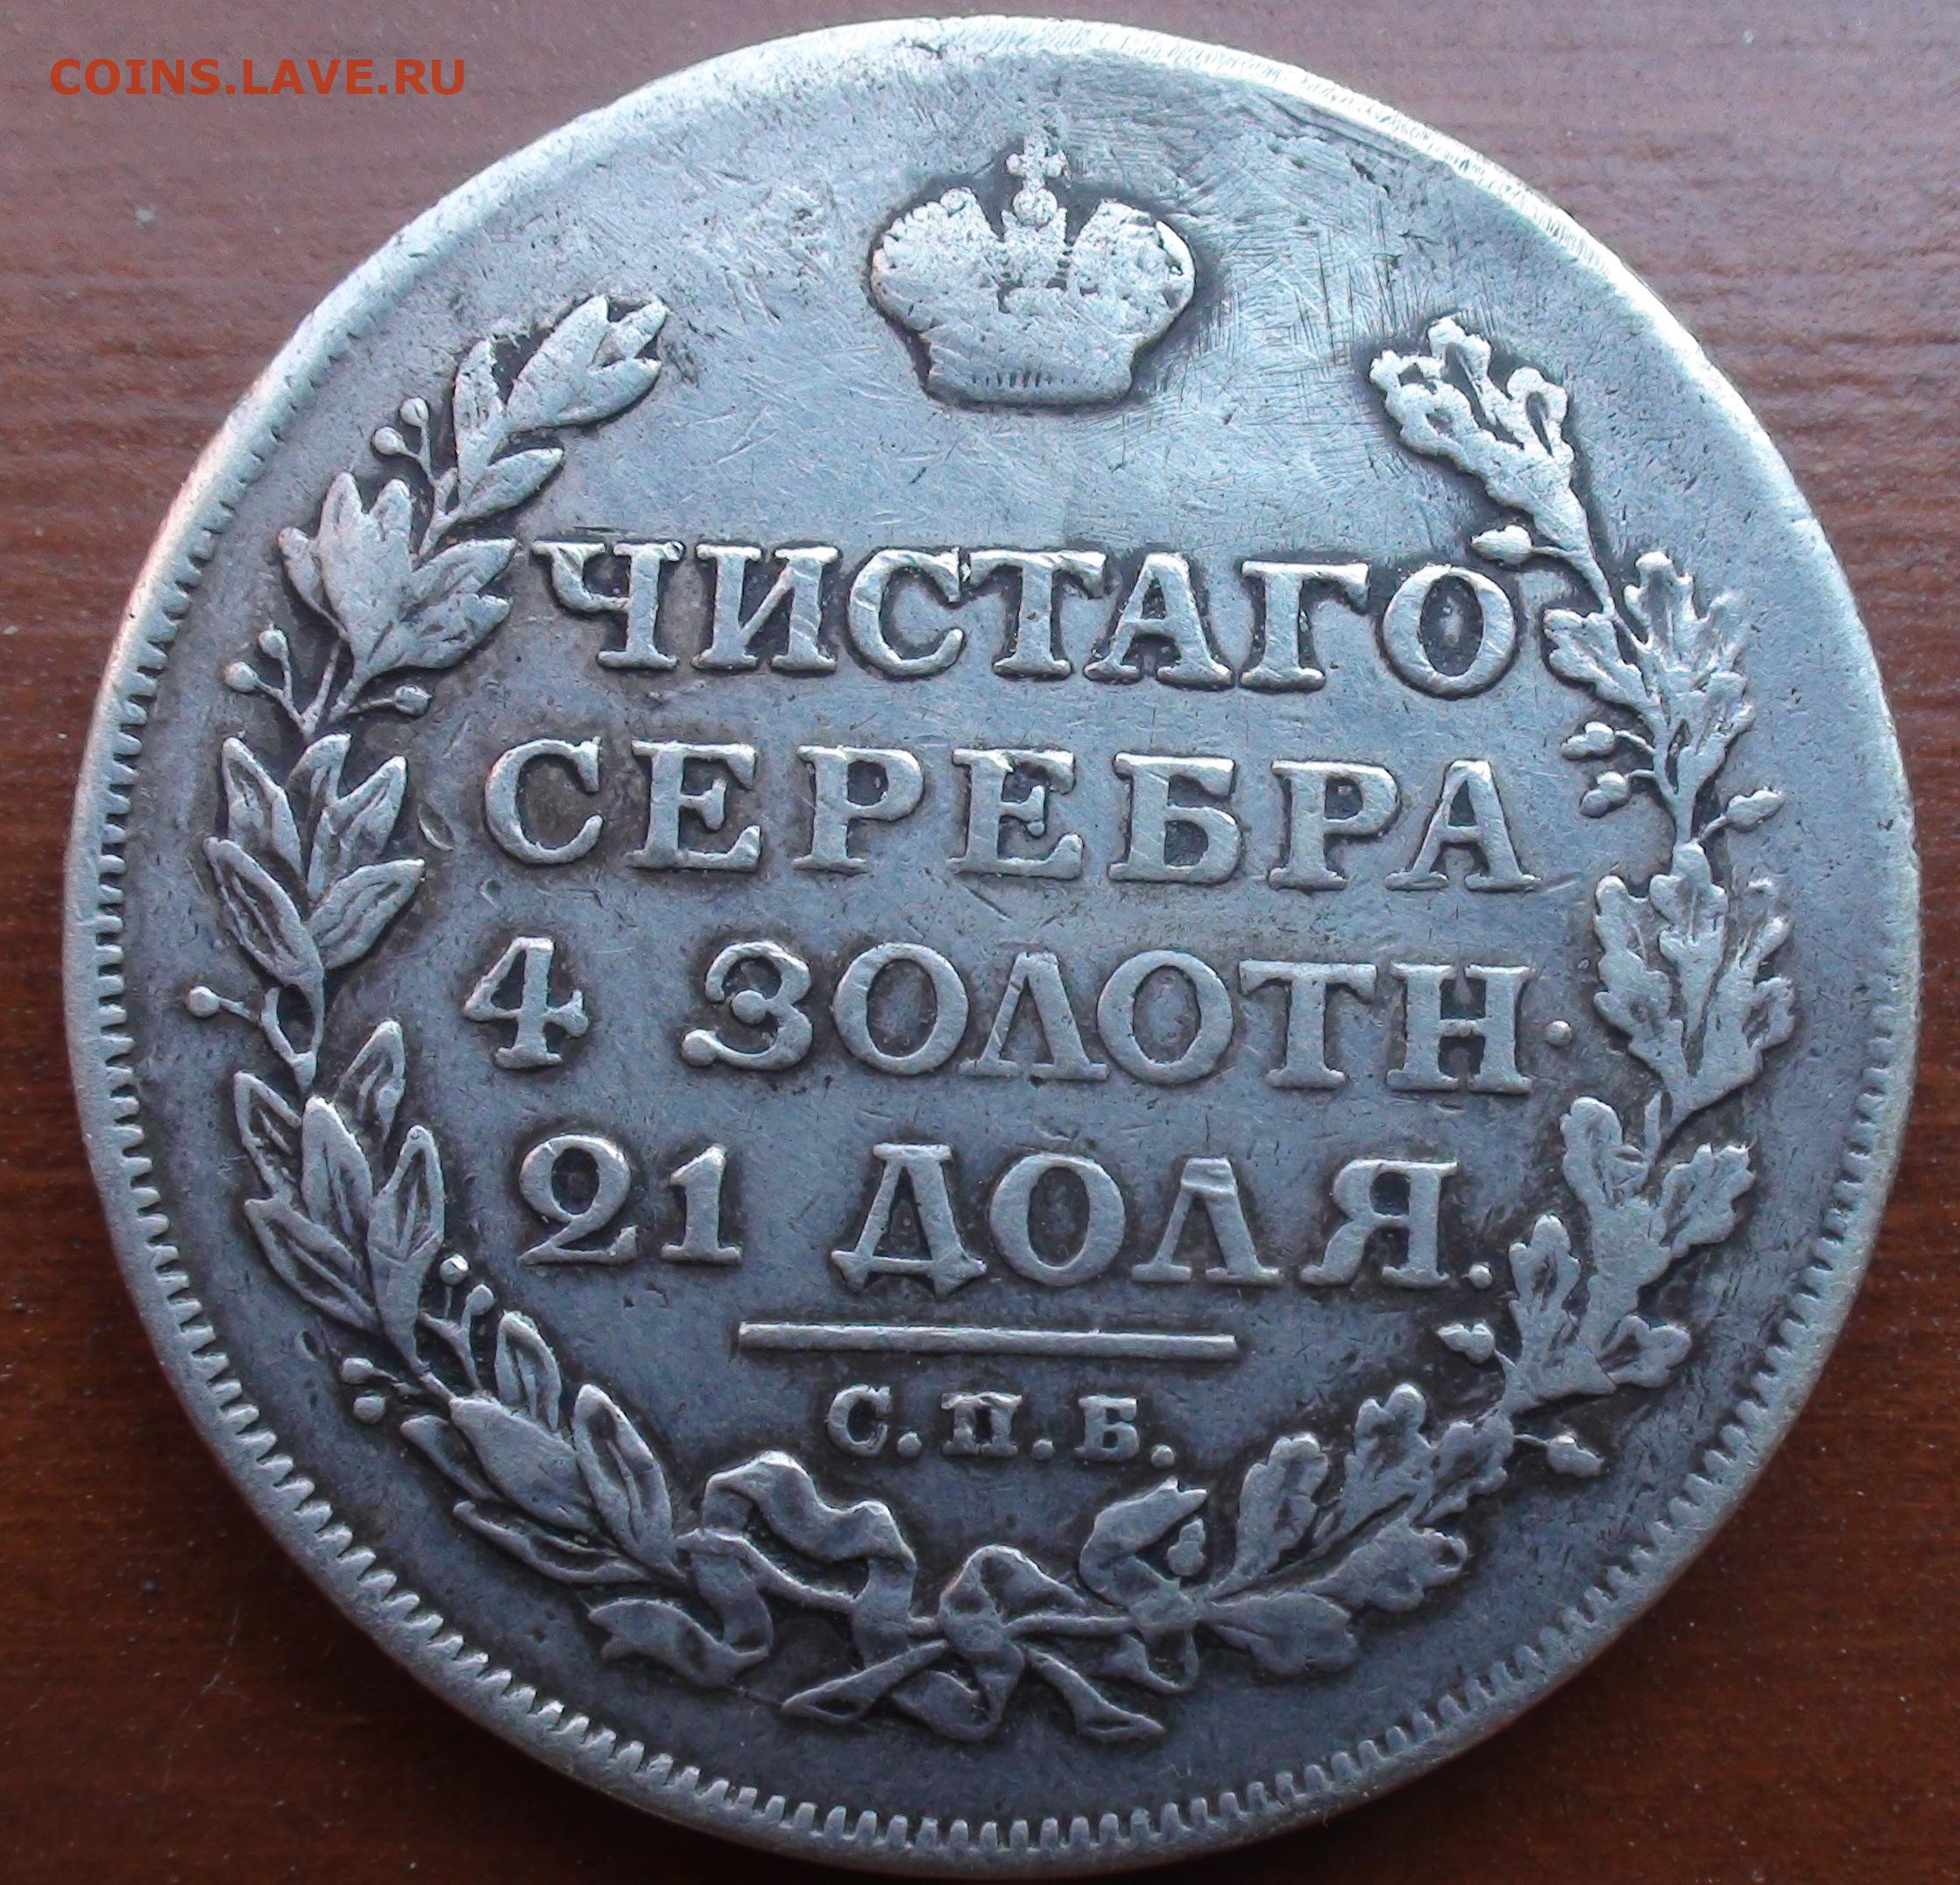 COINS.LAVE.RU
ЧИСТАГО
СЕРЕБРА
4 ЗОЛОТН.
21 ДОЛЯ.
С.П.Б.